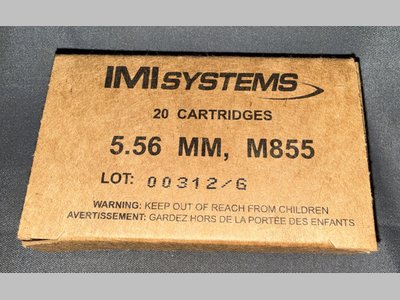 IMI SYSTEMS
20 CARTRIDGES
5.56 MM, M855
LOT: 00312/G
WARNING: KEEP OUT OF REACH FROM CHILDREN
AVERTISSEMENT: GARDEZ HORS DE LA PORTÉE DES ENFANTS